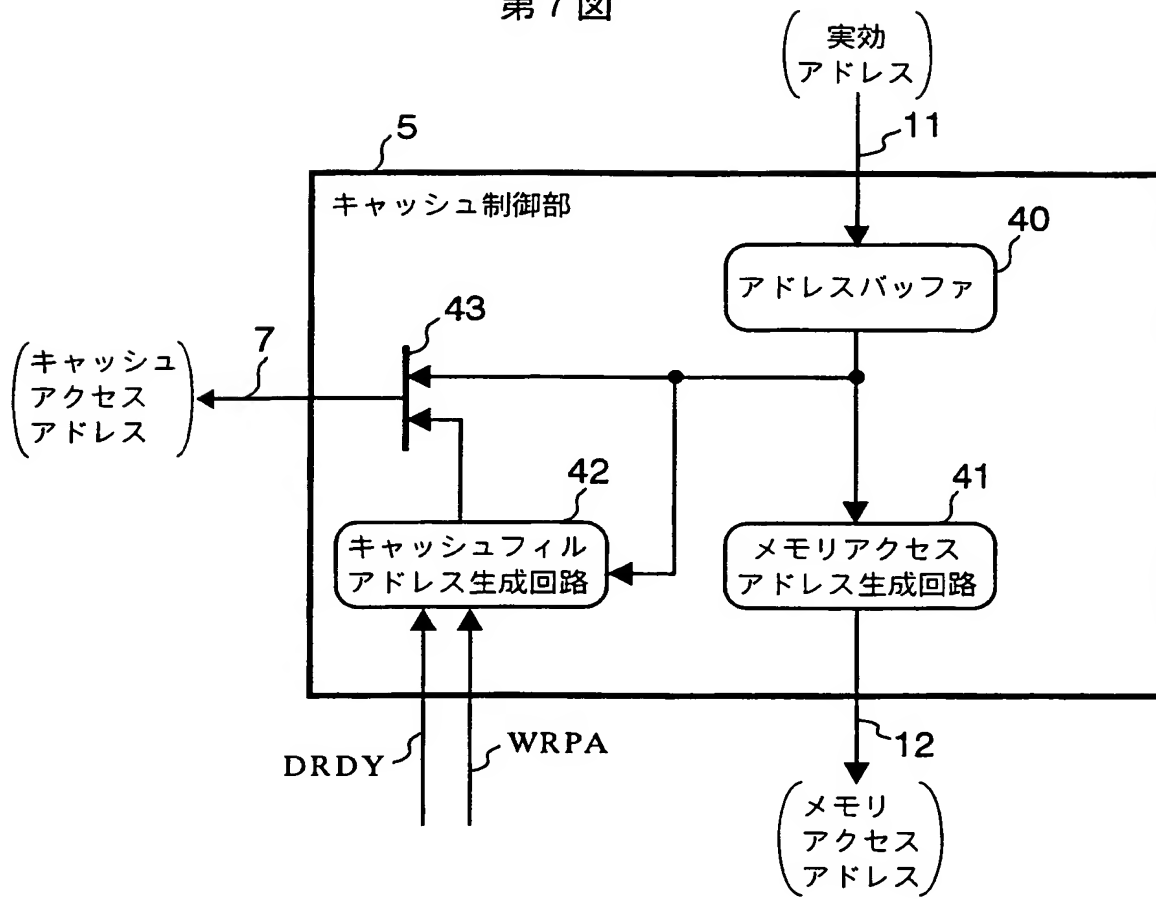 第7図
実効
アドレス
11
5
キャッシュ制御部
40
アドレスバッファ
43
7
キャッシュ
アクセス
アドレス
42
41
キャッシュフィル
アドレス生成回路
メモリアクセス
アドレス生成回路
DRDY
WRPA
12
メモリ
アクセス
アドレス